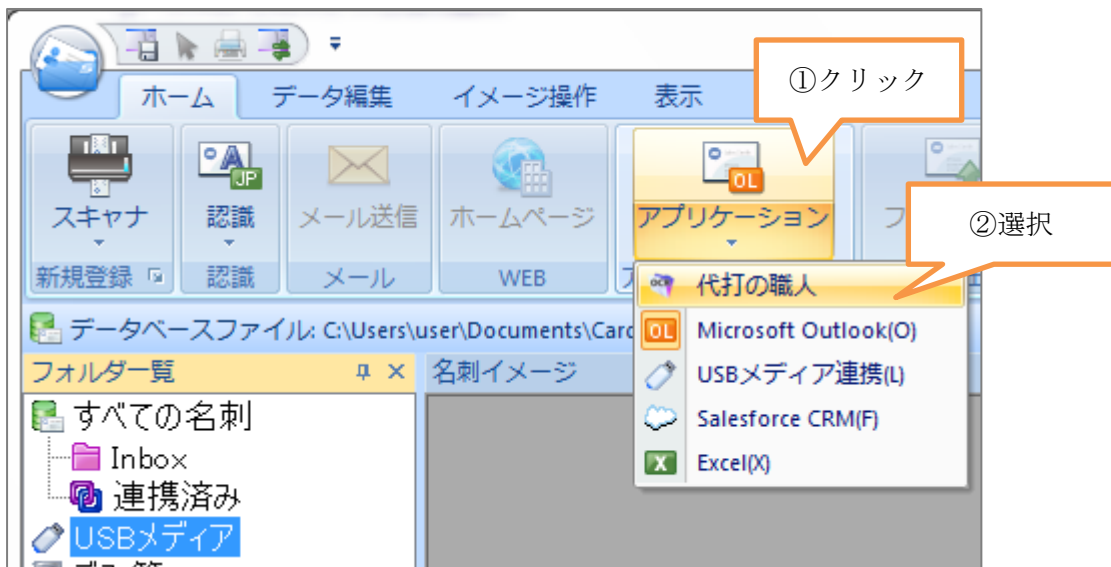 ①クリック
ホーム
データ編集
イメージ操作
表示
②選択
スキャナ
認識
JP
メール送信
ホームページ
OL
アプリケーション
新規登録
認識
メール
WEB
OCR
代打の職人
データベースファイル: C:\Users\user\Documents\Card
OL
Microsoft Outlook(O)
フォルダ一覧
名刺イメージ
USBメディア連携(L)
すべての名刺
Salesforce CRM(F)
Inbox
X
Excel(X)
連携済み
USBメディア